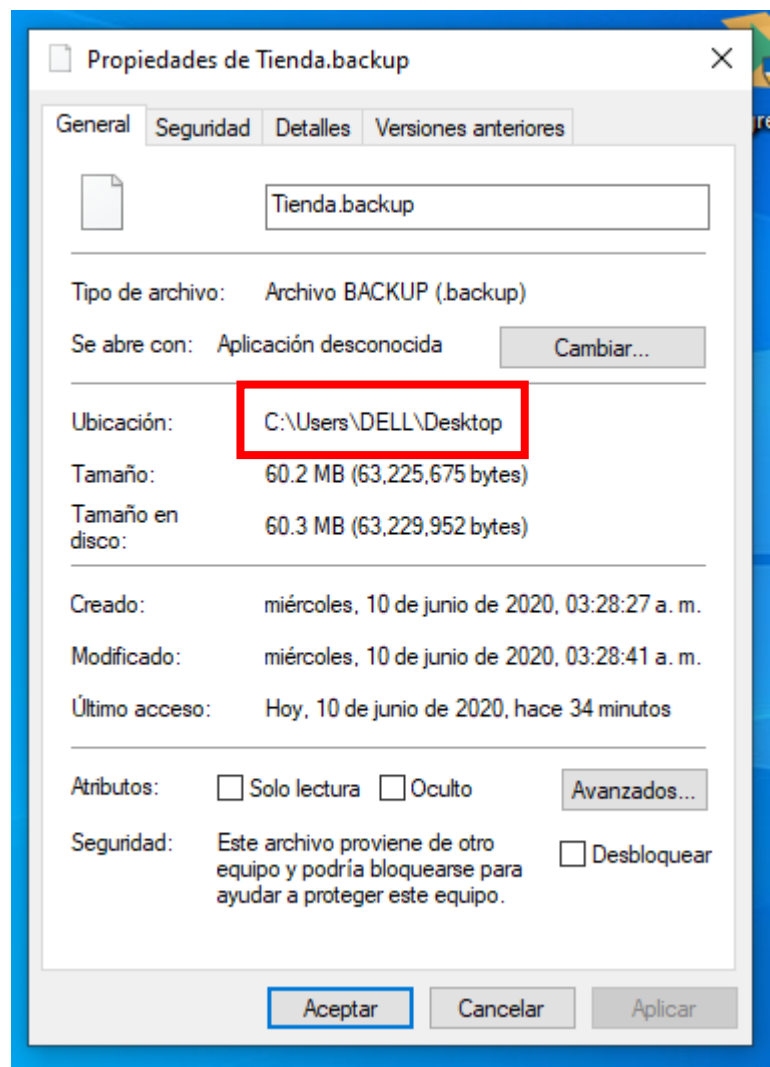 Propiedades de Tienda.backup
General Seguridad Detalles Versiones anteriores
Tienda.backup
Tipo de archivo: Archivo BACKUP (.backup)
Se abre con: Aplicación desconocida Cambiar...
Ubicación: C:\Users\DELL\Desktop
Tamaño: 60.2 MB (63,225,675 bytes)
Tamaño en
disco: 60.3 MB (63,229,952 bytes)
Creado: miércoles, 10 de junio de 2020, 03:28:27 a. m.
Modificado: miércoles, 10 de junio de 2020, 03:28:41 a. m.
Último acceso: Hoy, 10 de junio de 2020, hace 34 minutos
Atributos: Solo lectura Oculto Avanzados...
Seguridad: Este archivo proviene de otro
equipo y podría bloquearse para
ayudar a proteger este equipo.
Desbloquear
Aceptar Cancelar Aplicar